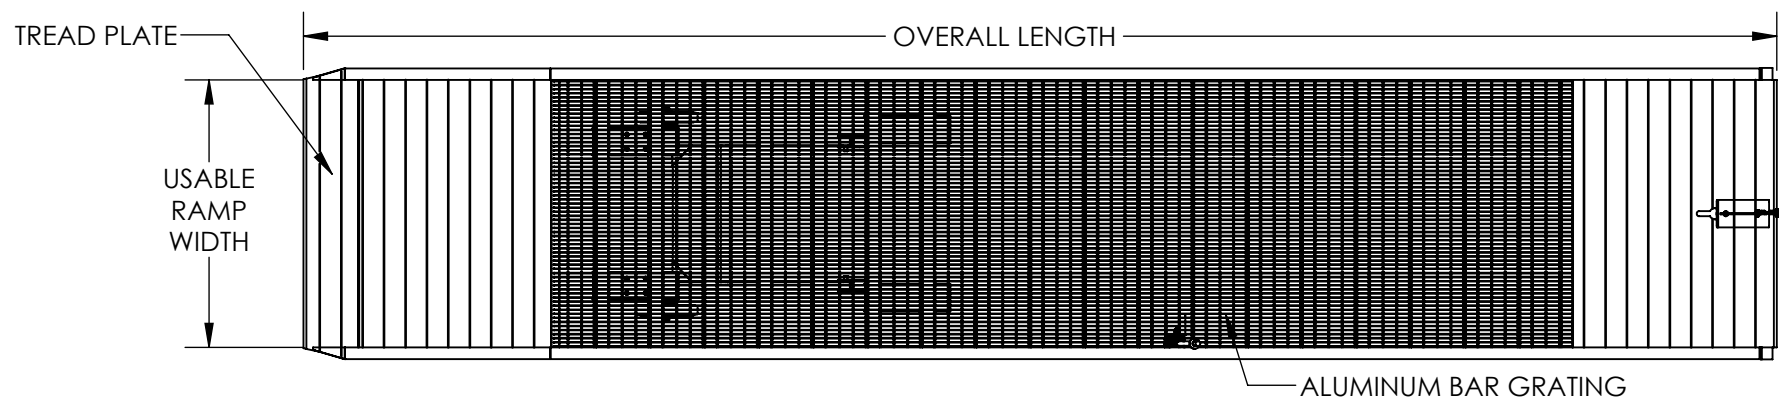 TREAD PLATE
OVERALL LENGTH
USABLE
RAMP
WIDTH
ALUMINUM BAR GRATING